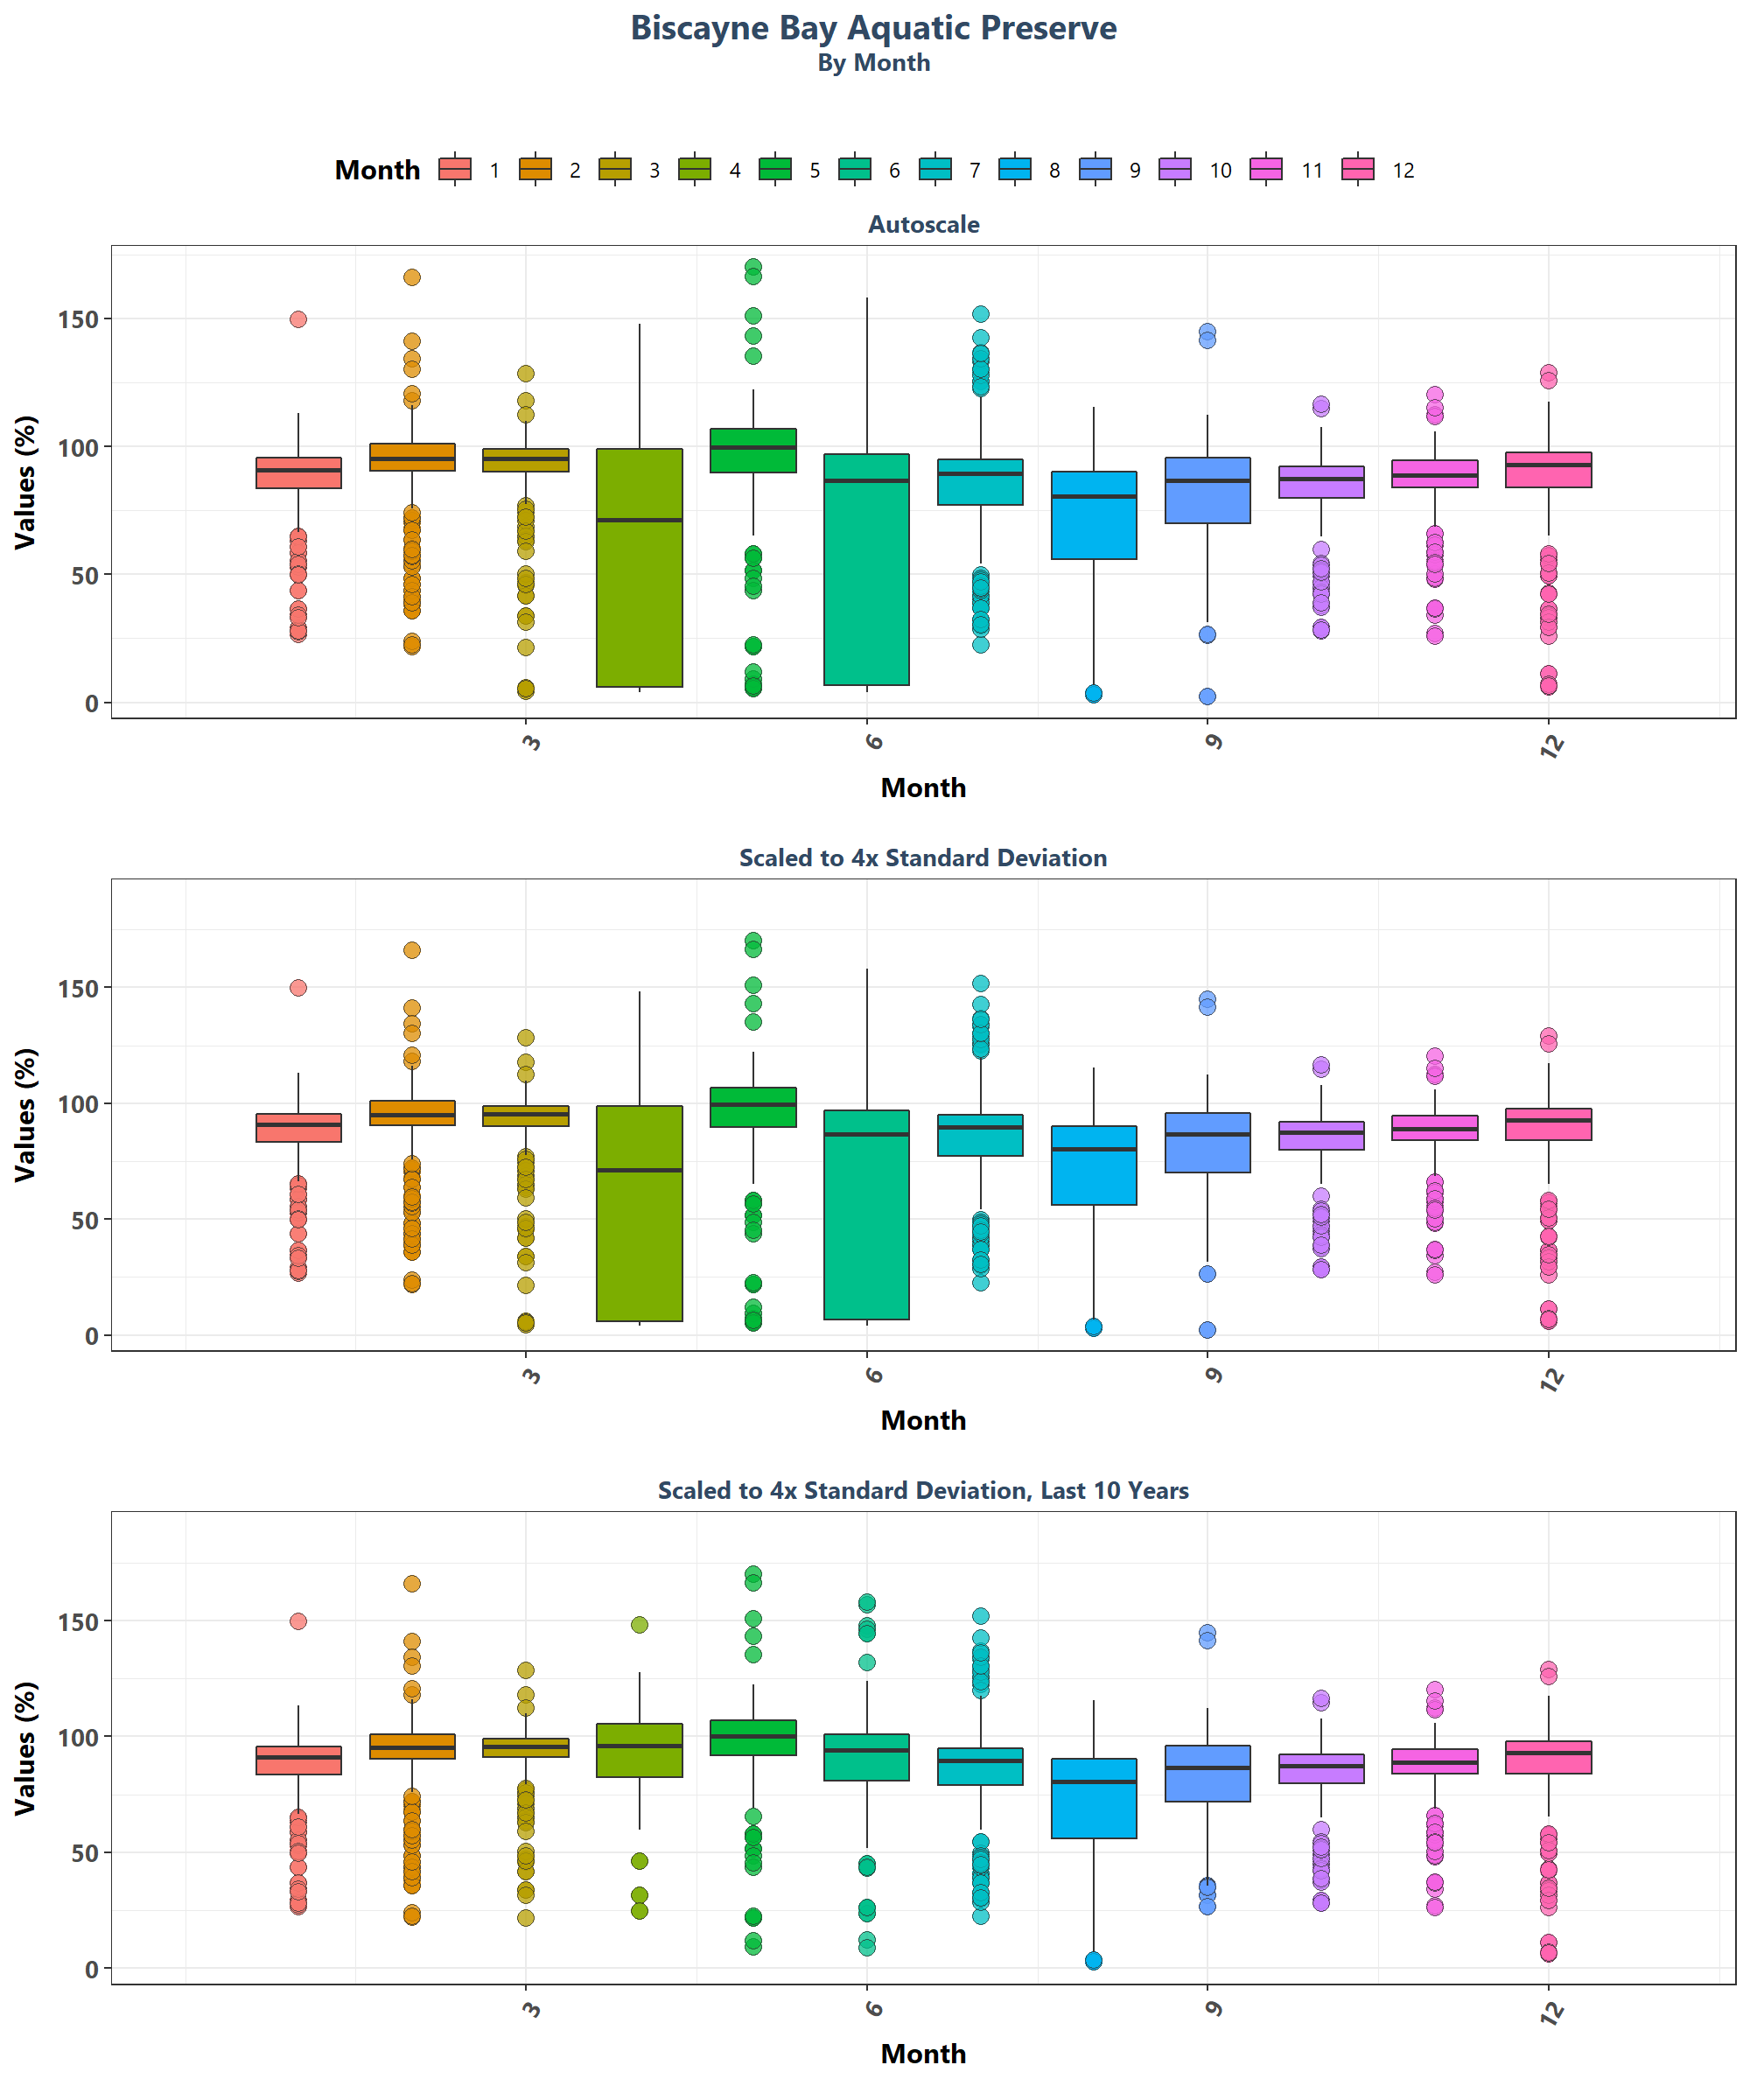 Biscayne Bay Aquatic Preserve
By Month
Month 1 2 3 4 5 6 7 8 9 10 11 12
Autoscale
Values (%)
150
100
50
0
3 6 9 12
Month
Scaled to 4x Standard Deviation
Values (%)
150
100
50
0
3 6 9 12
Month
Scaled to 4x Standard Deviation, Last 10 Years
Values (%)
150
100
50
0
3 6 9 12
Month